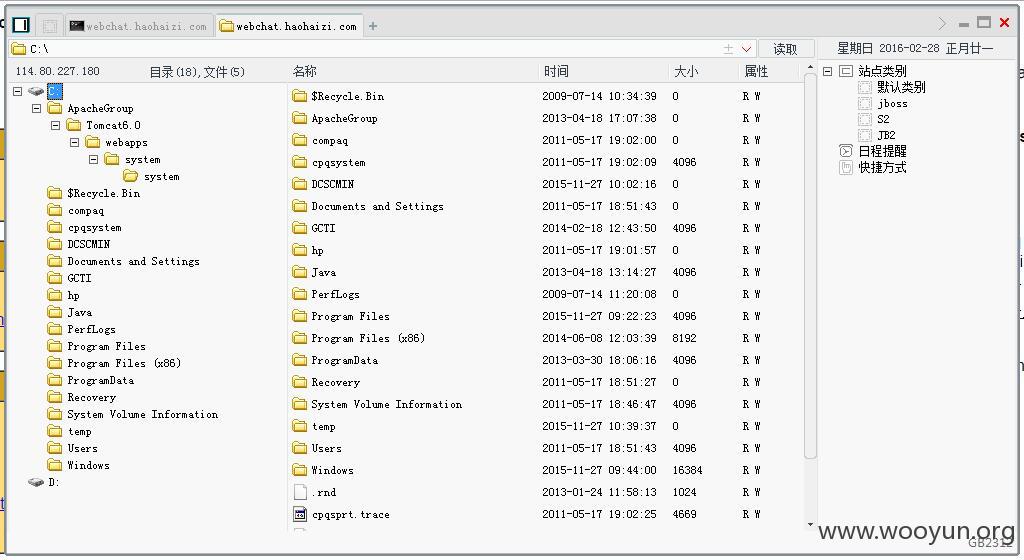 webchat.haohaizi.com webchat.haohaizi.com +
C:\ 读取 星期日 2016-02-28 正月廿一
114.80.227.180 目录(18),文件(5) 名称 时间 大小 属性
C:
ApacheGroup
Tomcat6.0
webapps
system
system
$Recycle.Bin
compaq
cpqsystem
DCSCMIN
Documents and Settings
GCTI
hp
Java
PerfLogs
Program Files
Program Files (x86)
ProgramData
Recovery
System Volume Information
temp
Users
Windows
D:
$Recycle.Bin 2009-07-14 10:34:39 0 R W
ApacheGroup 2013-04-18 17:07:38 0 R W
compaq 2011-05-17 19:02:00 0 R W
cpqsystem 2011-05-17 19:02:09 4096 R W
DCSCMIN 2015-11-27 10:02:16 0 R W
Documents and Settings 2011-05-17 18:51:43 0 R W
GCTI 2014-02-18 12:43:50 4096 R W
hp 2011-05-17 19:01:57 0 R W
Java 2013-04-18 13:14:27 4096 R W
PerfLogs 2009-07-14 11:20:08 0 R W
Program Files 2015-11-27 09:22:23 4096 R W
Program Files (x86) 2014-06-08 12:03:39 8192 R W
ProgramData 2013-03-30 18:06:16 4096 R W
Recovery 2011-05-17 18:51:27 0 R W
System Volume Information 2011-05-17 18:46:47 4096 R W
temp 2015-11-27 10:39:37 0 R W
Users 2011-05-17 18:51:43 4096 R W
Windows 2015-11-27 09:44:00 16384 R W
.rnd 2013-01-24 11:58:13 1024 R W
cpqsprt.trace 2011-05-17 19:02:25 4669 R W
站点类别
默认类别
jboss
S2
JB2
日程提醒
快捷方式
www.wooyun.org
GB2312